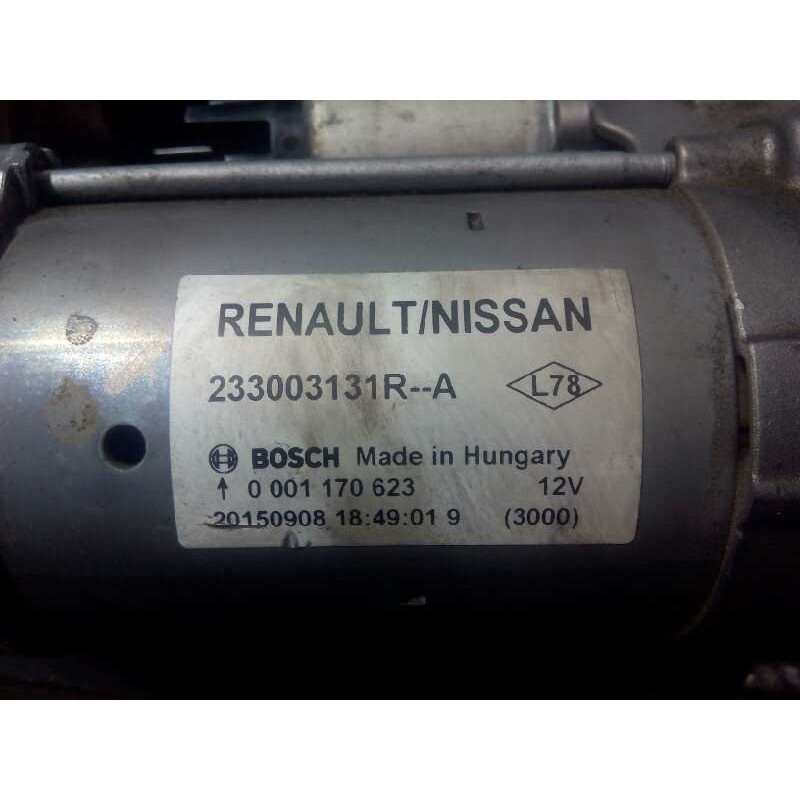 RENAULT/NISSAN
233003131R--A L78
BOSCH Made in Hungary
↑ 0 001 170 623 12V
20150908 18:49:01 9 (3000)